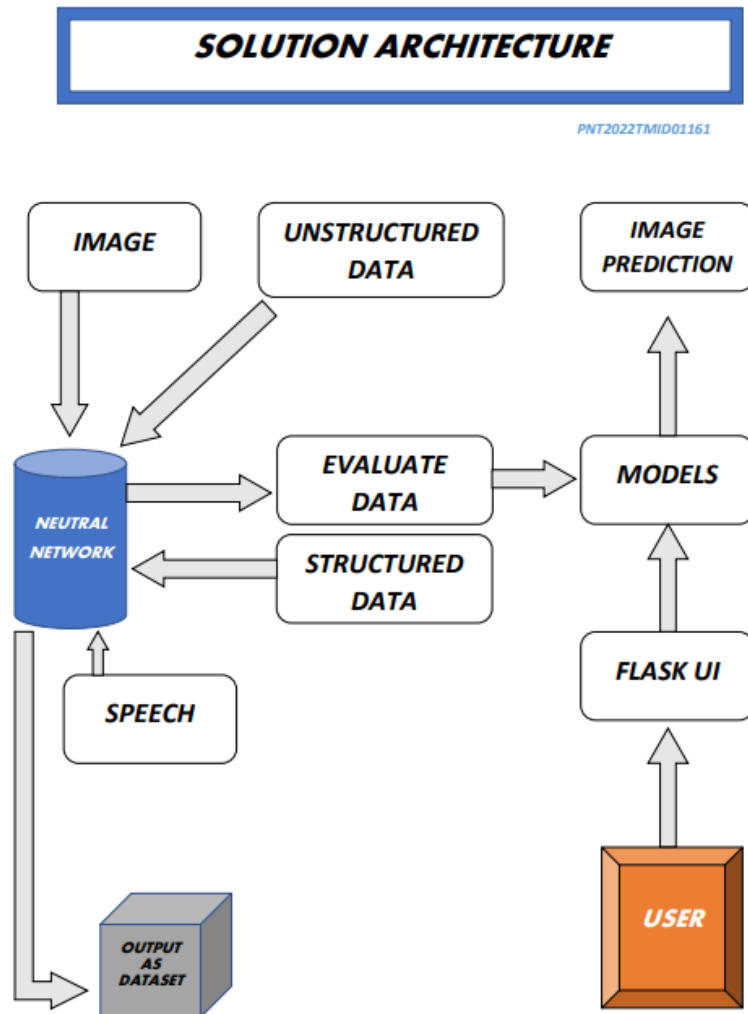 SOLUTION ARCHITECTURE
PNT2022TMID01161
IMAGE
UNSTRUCTURED
DATA
IMAGE
PREDICTION
NEUTRAL
NETWORK
EVALUATE
DATA
MODELS
STRUCTURED
DATA
SPEECH
FLASK UI
OUTPUT
AS
DATASET
USER